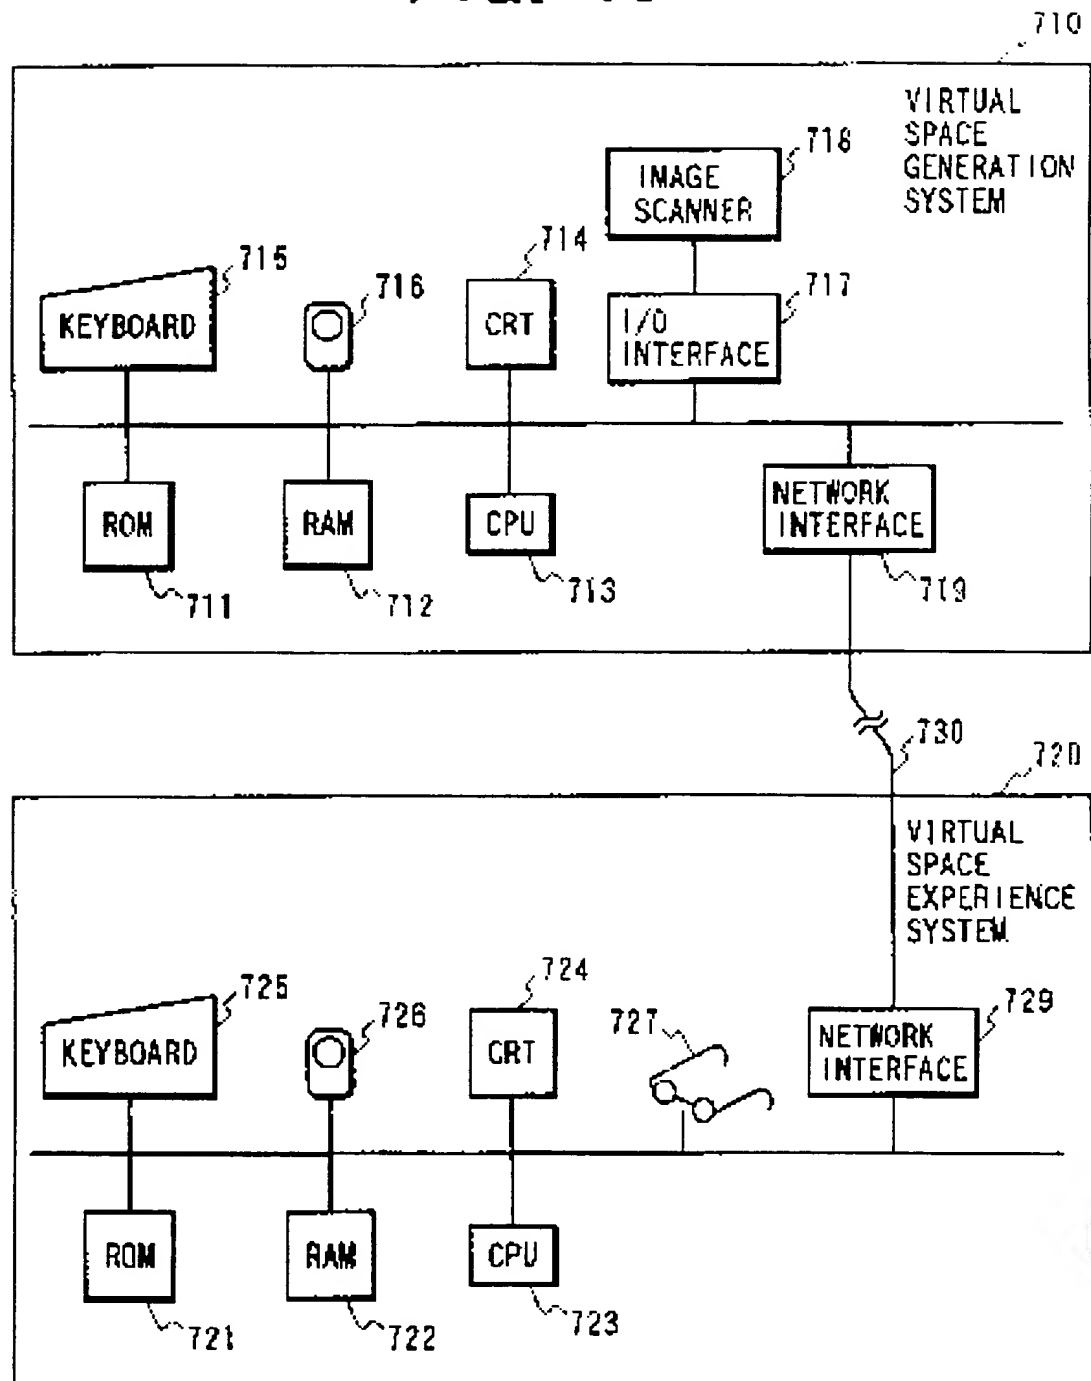 710
VIRTUAL
SPACE
GENERATION
SYSTEM
718
IMAGE
SCANNER
714
715
716
717
KEYBOARD
CRT
I/O
INTERFACE
NETWORK
INTERFACE
ROM
RAM
CPU
711
712
713
719
730
720
VIRTUAL
SPACE
EXPERIENCE
SYSTEM
724
725
726
727
729
KEYBOARD
CRT
NETWORK
INTERFACE
ROM
RAM
CPU
721
722
723